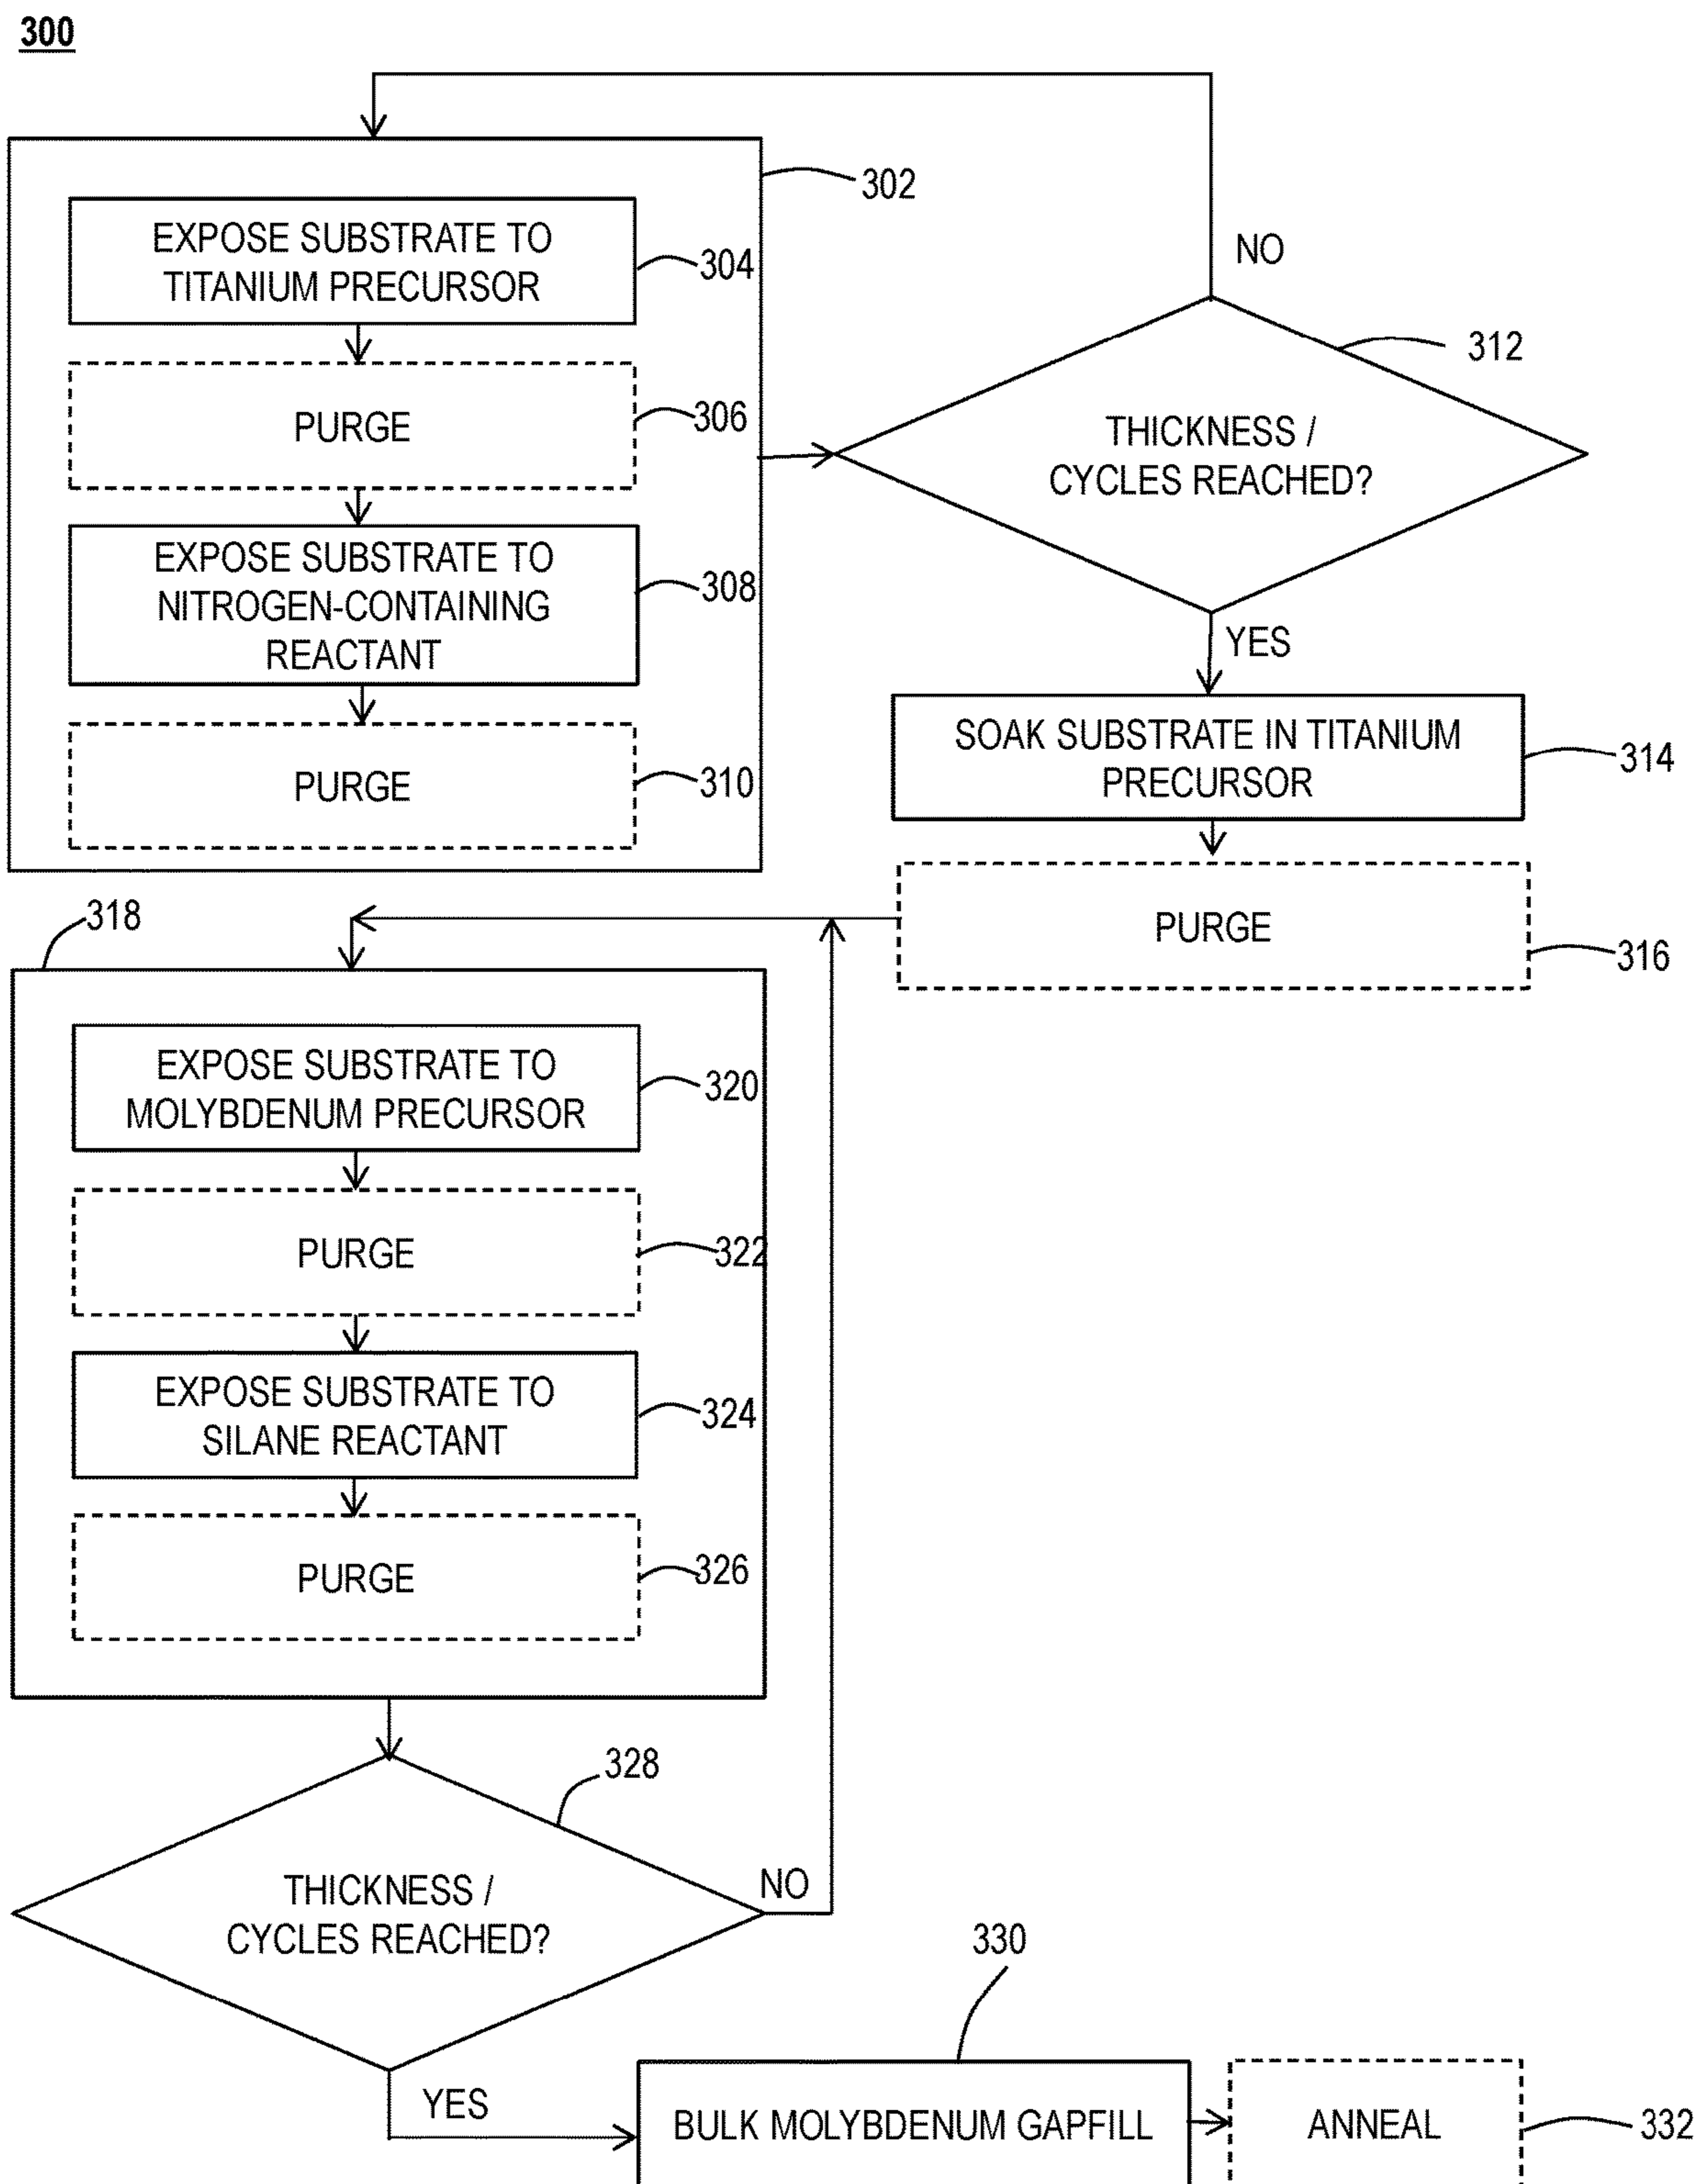 300
302
EXPOSE SUBSTRATE TO
TITANIUM PRECURSOR
304
PURGE
306
EXPOSE SUBSTRATE TO
NITROGEN-CONTAINING
REACTANT
308
PURGE
310
NO
312
THICKNESS /
CYCLES REACHED?
YES
SOAK SUBSTRATE IN TITANIUM
PRECURSOR
314
PURGE
316
318
EXPOSE SUBSTRATE TO
MOLYBDENUM PRECURSOR
320
PURGE
322
EXPOSE SUBSTRATE TO
SILANE REACTANT
324
PURGE
326
328
THICKNESS /
CYCLES REACHED?
NO
YES
330
BULK MOLYBDENUM GAPFILL
ANNEAL
332